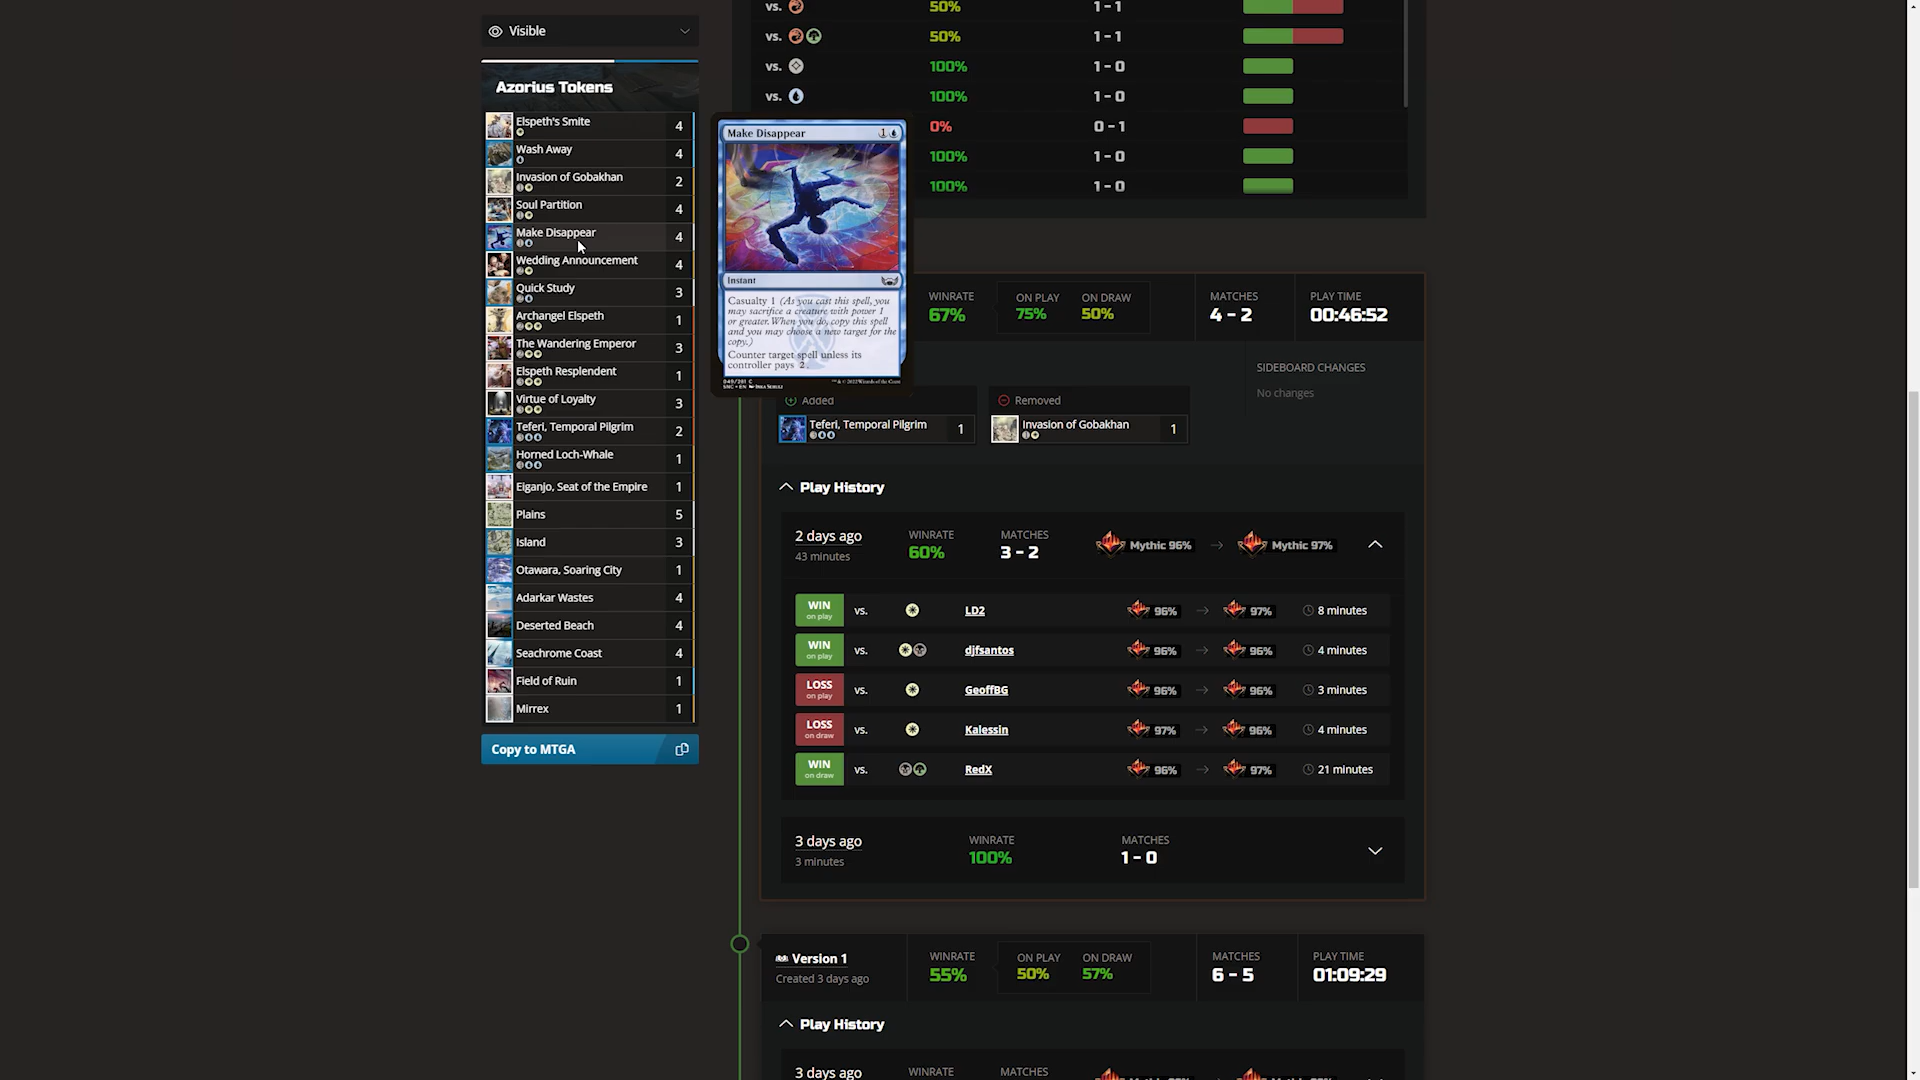 Visible
Azorius Tokens
Elspeth's Smite 4
Wash Away 4
Invasion of Gobakhan 2
Soul Partition 4
Make Disappear 4
Wedding Announcement 4
Quick Study 3
Archangel Elspeth 1
The Wandering Emperor 3
Elspeth Resplendent 1
Virtue of Loyalty 3
Teferi, Temporal Pilgrim 2
Horned Loch-Whale 1
Eiganjo, Seat of the Empire 1
Plains 5
Island 3
Otawara, Soaring City 1
Adarkar Wastes 4
Deserted Beach 4
Seachrome Coast 4
Field of Ruin 1
Mirrex 1
Copy to MTGA
vs. 50% 1 - 1
vs. 50% 1 - 1
vs. 100% 1 - 0
vs. 100% 1 - 0
0% 0 - 1
100% 1 - 0
100% 1 - 0
Make Disappear 1
Instant
Casualty 1 (As you cast this spell, you
may sacrifice a creature with power 1
or greater. When you do, copy this spell
and you may choose a new target for the
copy.)
Counter target spell unless its
controller pays 2.
WINRATE ON PLAY ON DRAW MATCHES PLAY TIME
67% 75% 50% 4 - 2 00:46:52
SIDEBOARD CHANGES
No changes
Added Removed
Teferi, Temporal Pilgrim 1 Invasion of Gobakhan 1
Play History
2 days ago WINRATE MATCHES
43 minutes 60% 3 - 2 Mythic 96% Mythic 97%
WIN on play vs. LD2 96% 97% 8 minutes
WIN on play vs. djfsantos 96% 96% 4 minutes
LOSS on play vs. GeoffBG 96% 96% 3 minutes
LOSS on draw vs. Kalessin 97% 96% 4 minutes
WIN on draw vs. RedX 96% 97% 21 minutes
3 days ago WINRATE MATCHES
3 minutes 100% 1 - 0
Version 1 WINRATE ON PLAY ON DRAW MATCHES PLAY TIME
Created 3 days ago 55% 50% 57% 6 - 5 01:09:29
Play History
3 days ago WINRATE MATCHES